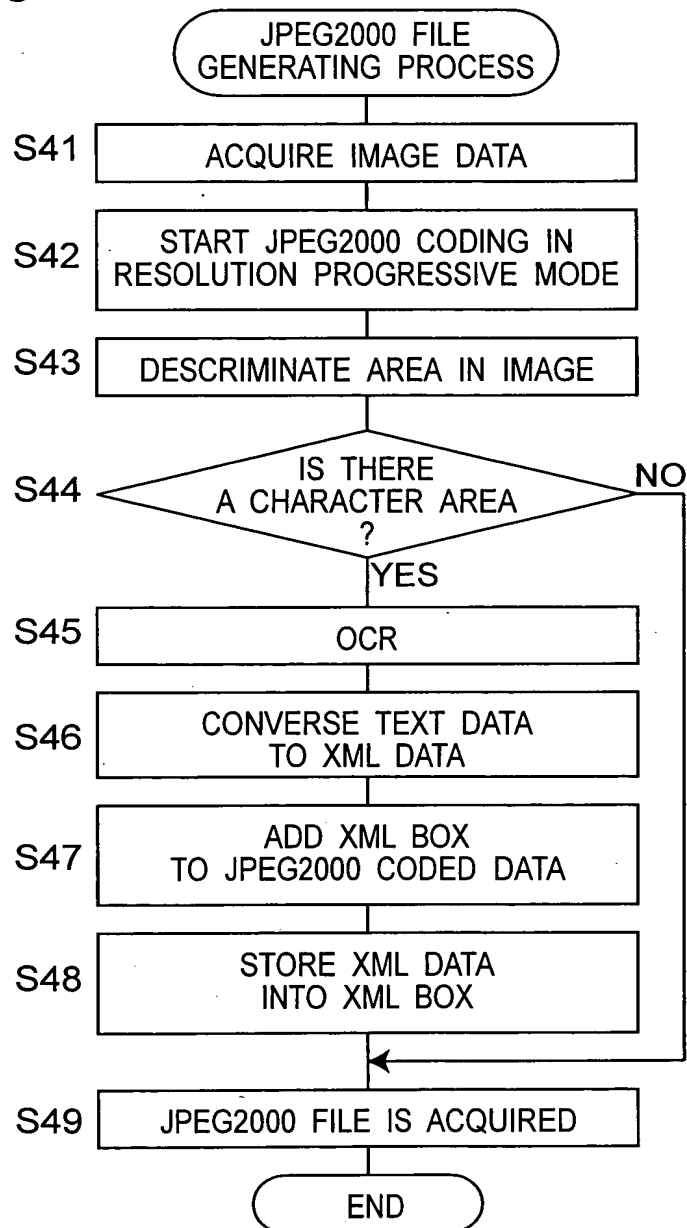 JPEG2000 FILE
GENERATING PROCESS
S41
ACQUIRE IMAGE DATA
S42
START JPEG2000 CODING IN
RESOLUTION PROGRESSIVE MODE
S43
DESCRIMINATE AREA IN IMAGE
S44
IS THERE
A CHARACTER AREA
?
NO
YES
S45
OCR
S46
CONVERSE TEXT DATA
TO XML DATA
S47
ADD XML BOX
TO JPEG2000 CODED DATA
S48
STORE XML DATA
INTO XML BOX
S49
JPEG2000 FILE IS ACQUIRED
END